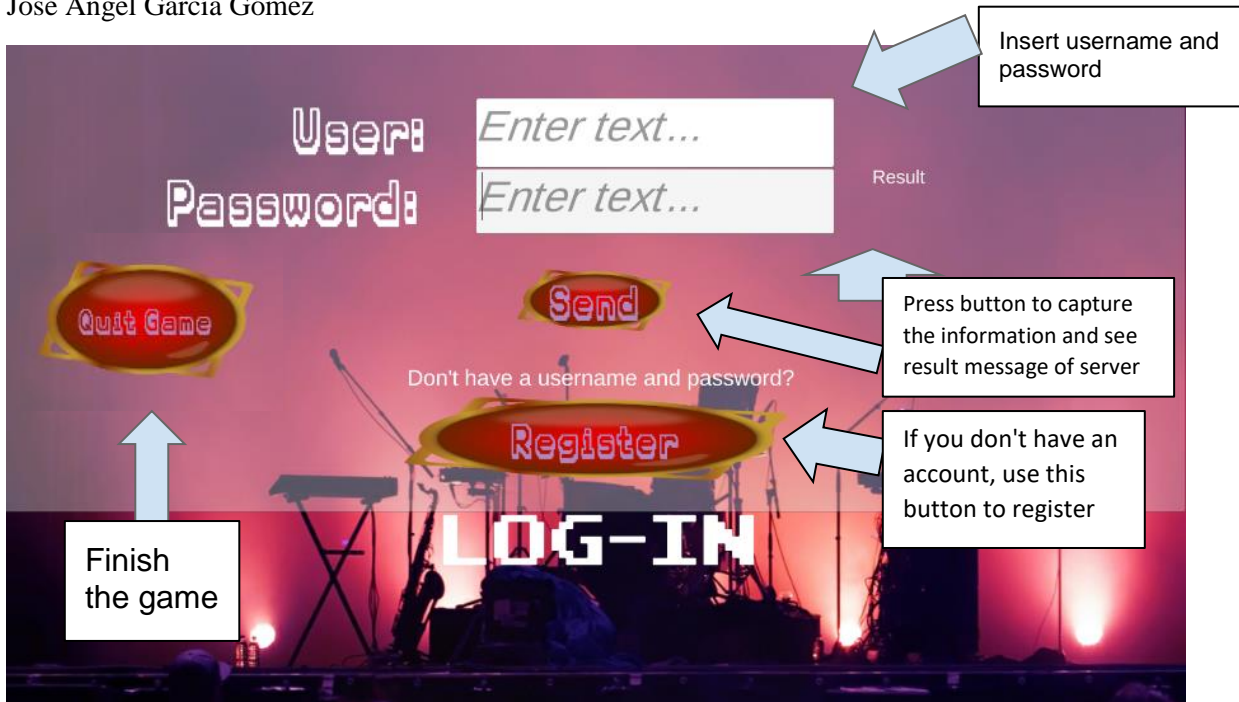 José Ángel García Gómez
Insert username and
password
User:
Enter text...
Password:
Enter text...
Result
Quit Game
Send
Press button to capture
the information and see
result message of server
Don't have a username and password?
Register
If you don't have an
account, use this
button to register
LOG-IN
Finish
the game